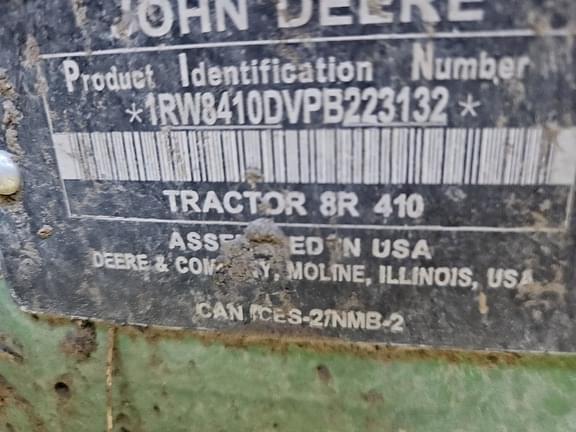 JOHN DEERE
Product Identification Number
*1RW8410DVPB223132*
TRACTOR 8R 410
IN USA
DEERE & MOLINE, ILLINOIS, USA
CAN ICES-2/NMB-2